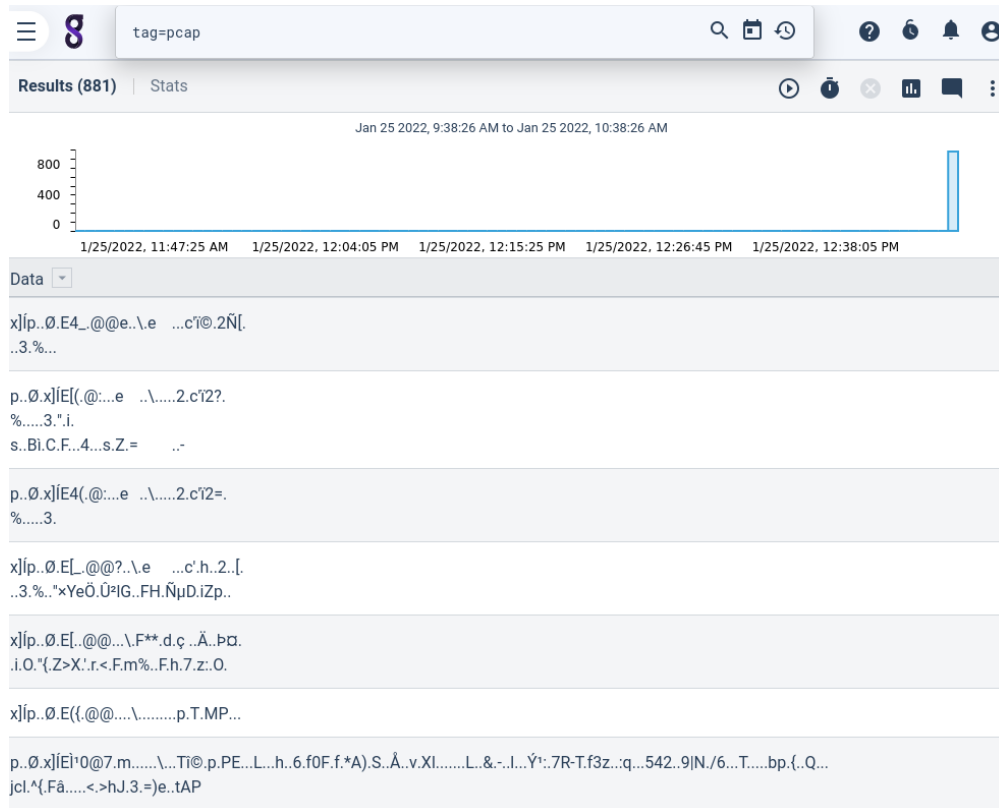 tag=pcap
Results (881) | Stats
Jan 25 2022, 9:38:26 AM to Jan 25 2022, 10:38:26 AM
800
400
0
1/25/2022, 11:47:25 AM 1/25/2022, 12:04:05 PM 1/25/2022, 12:15:25 PM 1/25/2022, 12:26:45 PM 1/25/2022, 12:38:05 PM
Data
x]Íp..Ø.E4_.@@e..\.e ...c'ï©.2Ñ[.
..3.%...
p..Ø.x]ÍE[(.@:...e ..\.....2.c'ï2?.
%.....3.".i.
s..Bì.C.F...4...s.Z.= ..-
p..Ø.x]ÍE4(.@:...e ..\.....2.c'ï2=.
%.....3.
x]Íp..Ø.E[_.@@?..\.e ...c'.h..2..[.
..3.%.."×YeÖ.Û²IG..FH.ÑµD.iZp..
x]Íp..Ø.E[..@@...\.F**.d.ç ..Ä..Þ¤.
.i.O."{.Z>X.'.r.<.F.m%..F.h.7.z:.O.
x]Íp..Ø.E({.@@....\.........p.T.MP...
p..Ø.x]ÍEÌ¹0@7.m......\...Tî©.p.PE...L...h..6.f0F.f.*A).S..Å..v.XI.......L..&.-..I...Ý¹:.7R-T.f3z..:q...542..9|N./6...T.....bp.{..Q...
jcl.^{.Fâ.....<.>hJ.3.=)e..tAP